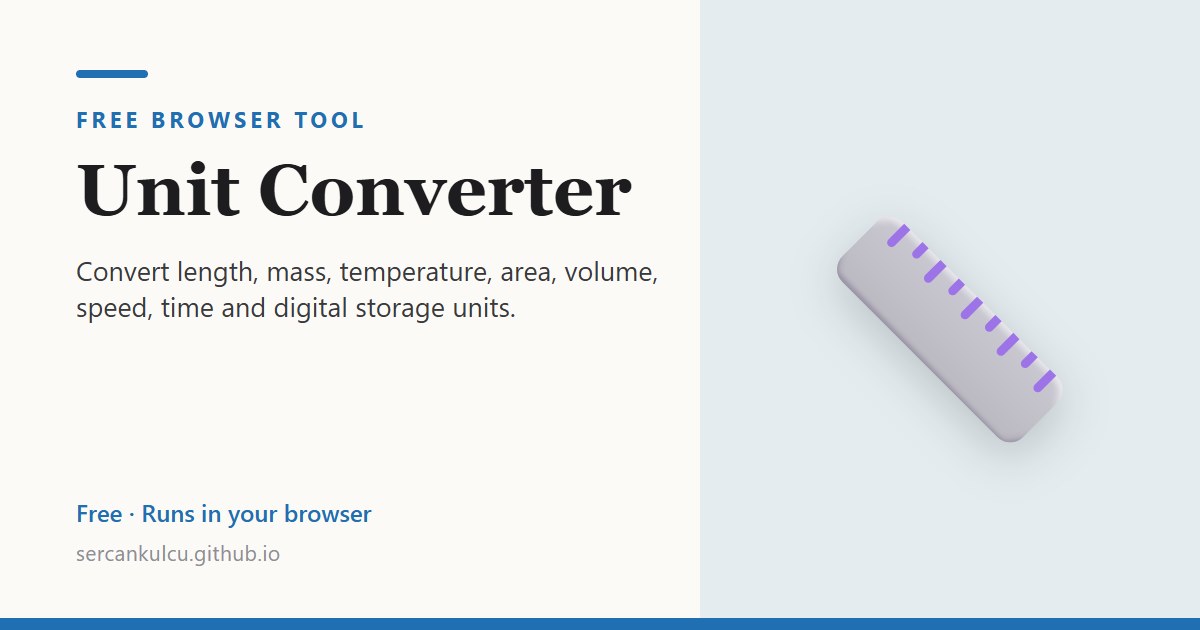 FREE BROWSER TOOL
Unit Converter
Convert length, mass, temperature, area, volume,
speed, time and digital storage units.
Free · Runs in your browser
sercankulcu.github.io